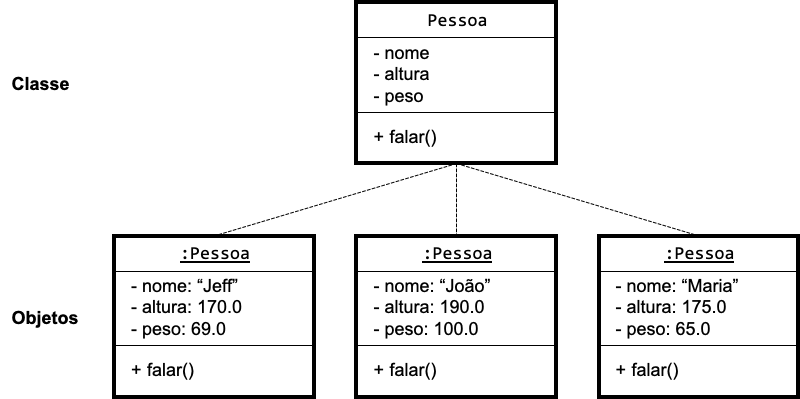 Pessoa
- nome
- altura
- peso
+ falar()
Classe
:Pessoa
- nome: “Jeff”
- altura: 170.0
- peso: 69.0
+ falar()
:Pessoa
- nome: “João”
- altura: 190.0
- peso: 100.0
+ falar()
:Pessoa
- nome: “Maria”
- altura: 175.0
- peso: 65.0
+ falar()
Objetos